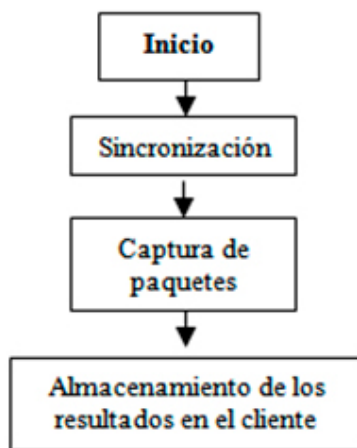 Inicio
Sincronización
Captura de
paquetes
Almacenamiento de los
resultados en el cliente